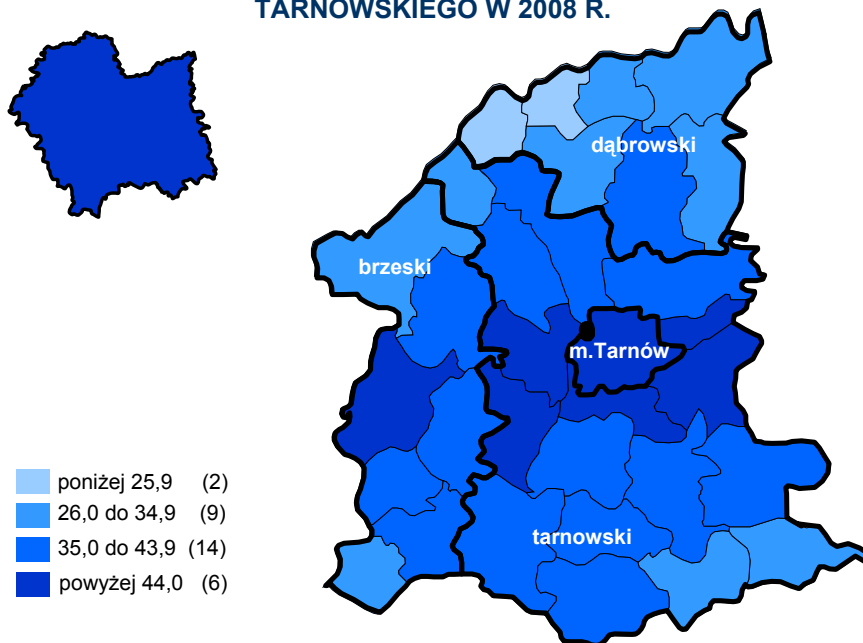 TARNOWSKIEGO W 2008 R.
dąbrowski
brzeski
m.Tarnów
tarnowski
poniżej 25,9 (2)
26,0 do 34,9 (9)
35,0 do 43,9 (14)
powyżej 44,0 (6)